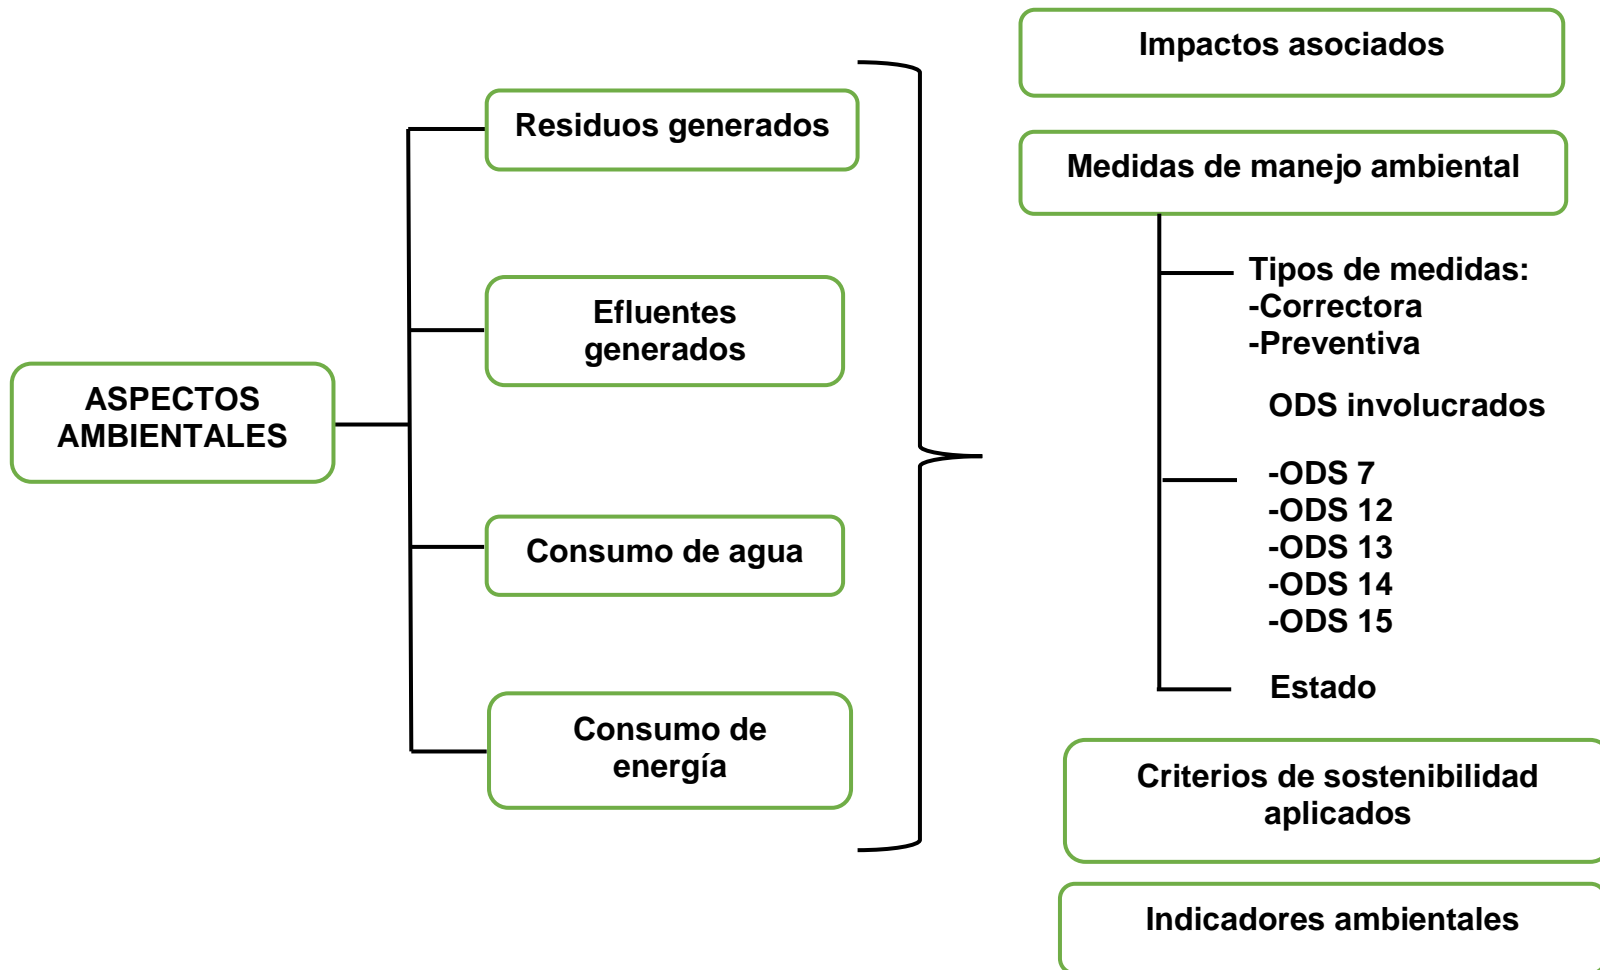 ASPECTOS
AMBIENTALES
Residuos generados
Efluentes
generados
Consumo de agua
Consumo de
energía
Impactos asociados
Medidas de manejo ambiental
Tipos de medidas:
-Correctora
-Preventiva
ODS involucrados
-ODS 7
-ODS 12
-ODS 13
-ODS 14
-ODS 15
Estado
Criterios de sostenibilidad
aplicados
Indicadores ambientales